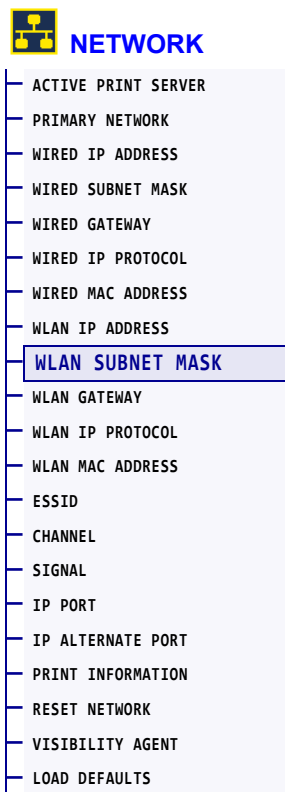 NETWORK
ACTIVE PRINT SERVER
PRIMARY NETWORK
WIRED IP ADDRESS
WIRED SUBNET MASK
WIRED GATEWAY
WIRED IP PROTOCOL
WIRED MAC ADDRESS
WLAN IP ADDRESS
WLAN SUBNET MASK
WLAN GATEWAY
WLAN IP PROTOCOL
WLAN MAC ADDRESS
ESSID
CHANNEL
SIGNAL
IP PORT
IP ALTERNATE PORT
PRINT INFORMATION
RESET NETWORK
VISIBILITY AGENT
LOAD DEFAULTS